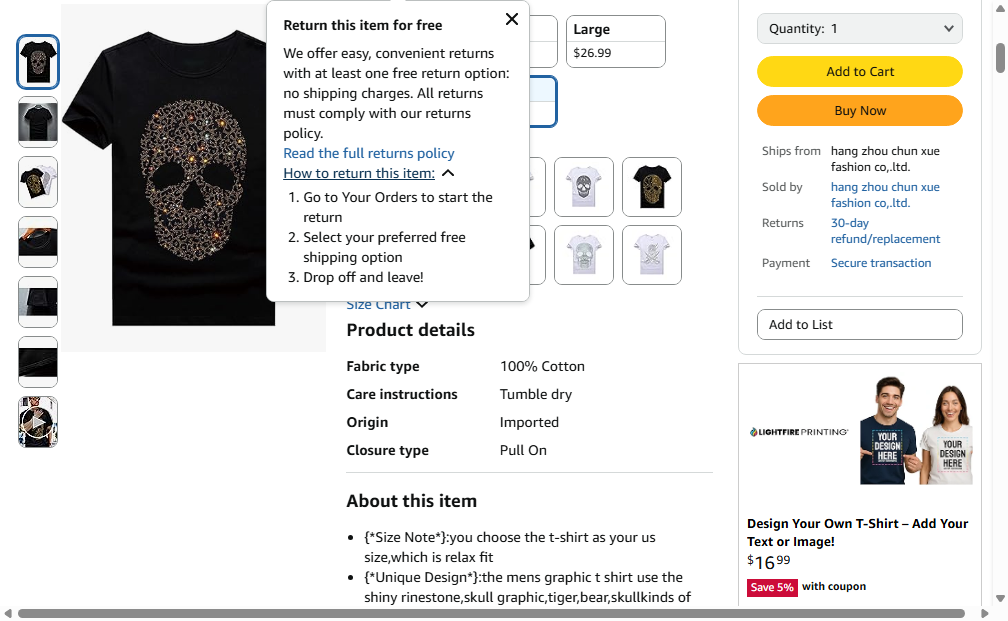 Return this item for free
We offer easy, convenient returns
with at least one free return option:
no shipping charges. All returns
must comply with our returns
policy.
Read the full returns policy
How to return this item:
1. Go to Your Orders to start the
return
2. Select your preferred free
shipping option
3. Drop off and leave!
Large
$26.99
Size Chart
Product details
Fabric type 100% Cotton
Care instructions Tumble dry
Origin Imported
Closure type Pull On
About this item
• {*Size Note*}:you choose the t-shirt as your us
size,which is relax fit
• {*Unique Design*}:the mens graphic t shirt use the
shiny rinestone,skull graphic,tiger,bear,skullkinds of
Quantity: 1
Add to Cart
Buy Now
Ships from hang zhou chun xue
fashion co,.ltd.
Sold by hang zhou chun xue
fashion co,.ltd.
Returns 30-day
refund/replacement
Payment Secure transaction
Add to List
LIGHTFIRE PRINTING
YOUR
DESIGN
HERE
YOUR
DESIGN
HERE
Design Your Own T-Shirt – Add Your
Text or Image!
$16 99
Save 5% with coupon